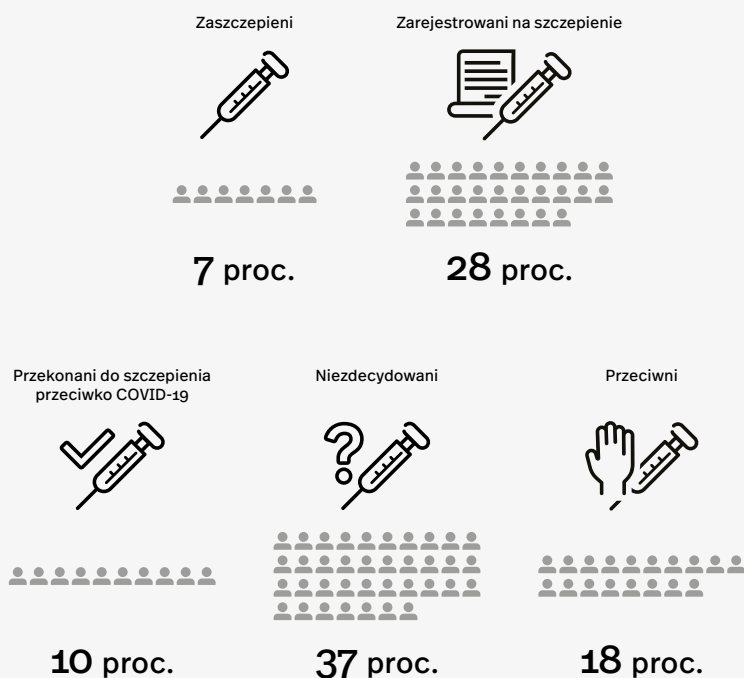 Zaszczepieni
Zarejestrowani na szczepienie
7 proc.
28 proc.
Przekonani do szczepienia
przeciwko COVID-19
Niezdecydowani
Przeciwni
10 proc.
37 proc.
18 proc.